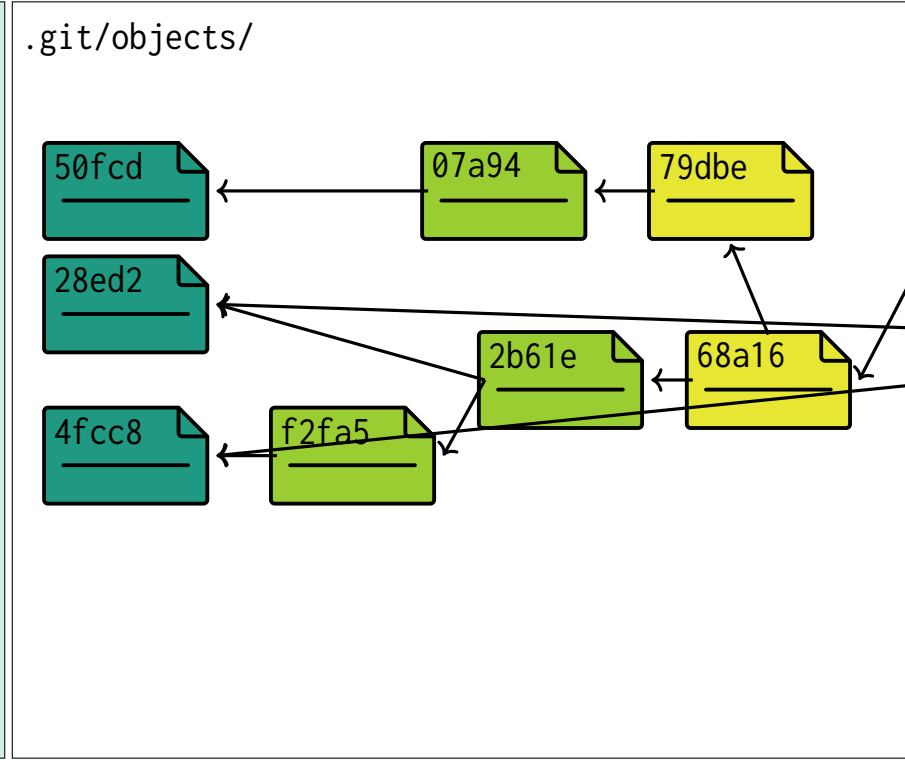 .git/objects/
50fcd
07a94
79dbe
28ed2
2b61e
68a16
4fcc8
f2fa5